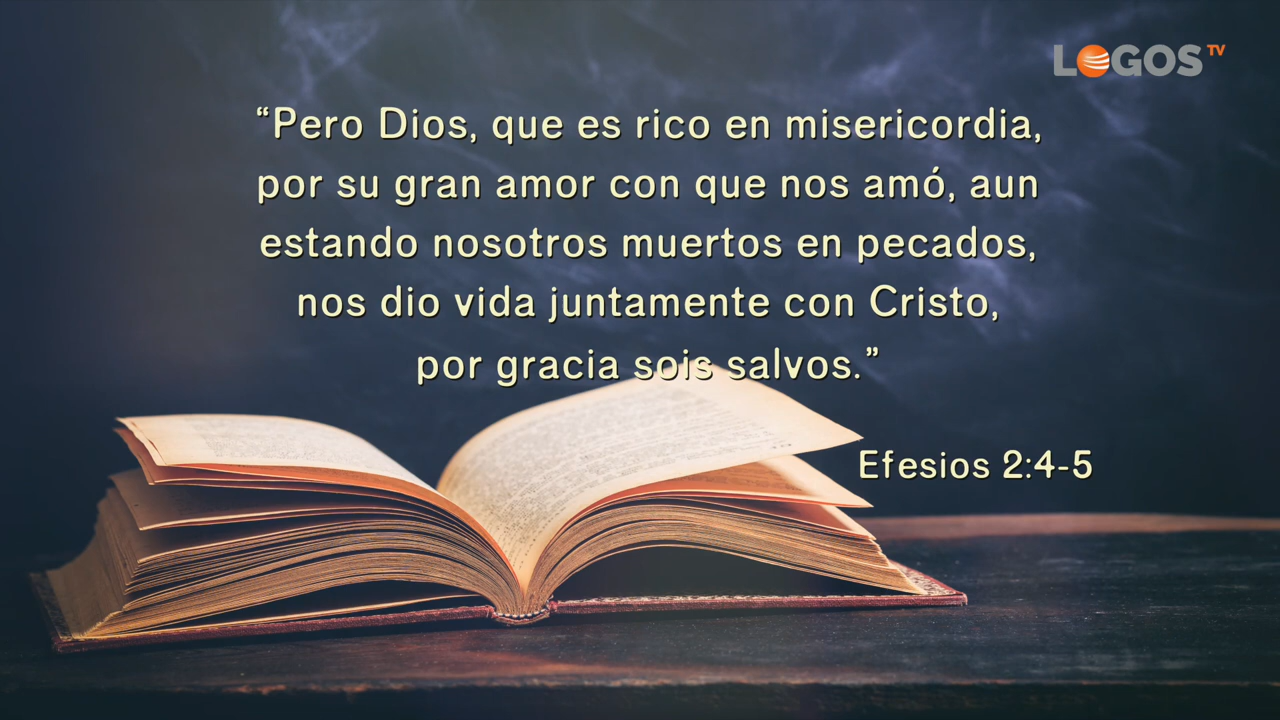 LOGOS TV
“Pero Dios, que es rico en misericordia,
por su gran amor con que nos amó, aun
estando nosotros muertos en pecados,
nos dio vida juntamente con Cristo,
por gracia sois salvos.”
Efesios 2:4-5